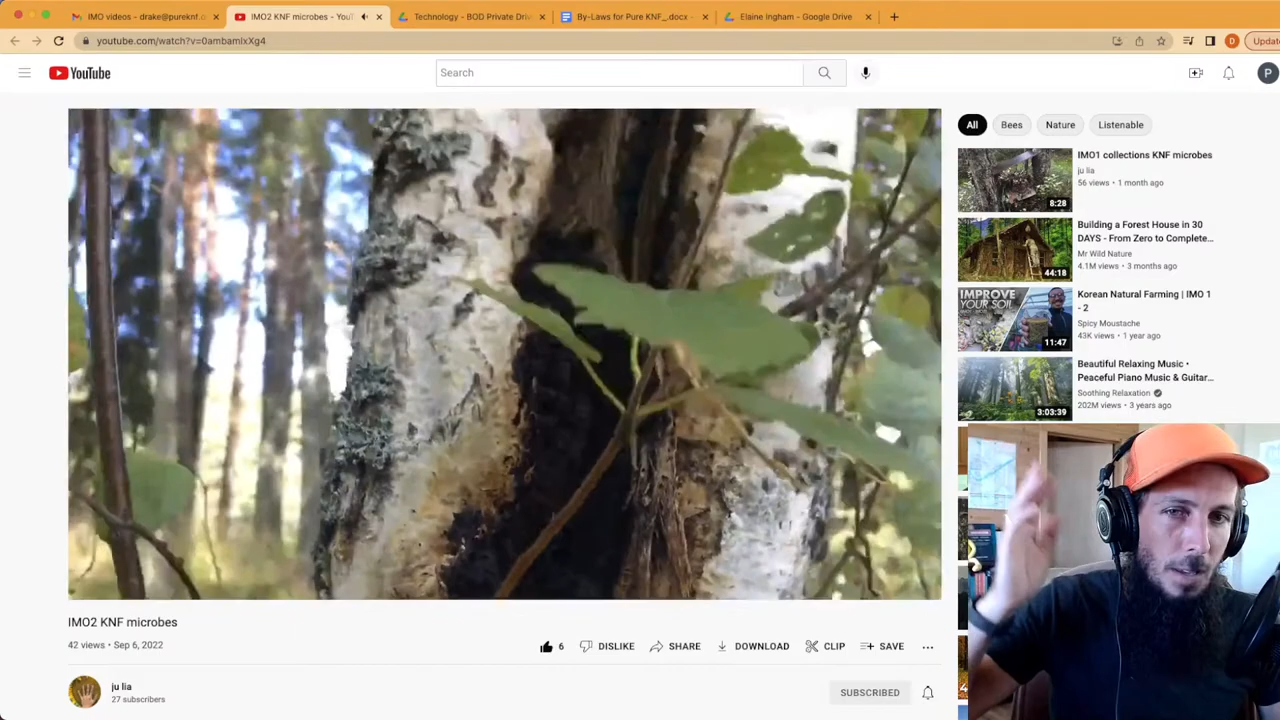 IMO videos - drake@pureknf.o
IMO2 KNF microbes - YouT
Technology - BOD Private Driv
By-Laws for Pure KNF_.docx -
Elaine Ingham - Google Drive
youtube.com/watch?v=0ambamIxXg4
D
Update
YouTube
Search
P
All
Bees
Nature
Listenable
IMO1 collections KNF microbes
ju lia
56 views • 1 month ago
8:28
Building a Forest House in 30
DAYS - From Zero to Complete...
Mr Wild Nature
4.1M views • 3 months ago
44:18
IMPROVE
YOUR SOIL
Korean Natural Farming | IMO 1
- 2
Spicy Moustache
43K views • 1 year ago
11:47
Beautiful Relaxing Music •
Peaceful Piano Music & Guitar...
Soothing Relaxation
202M views • 3 years ago
3:03:39
IMO2 KNF microbes
42 views • Sep 6, 2022
6
DISLIKE
SHARE
DOWNLOAD
CLIP
SAVE
ju lia
27 subscribers
SUBSCRIBED